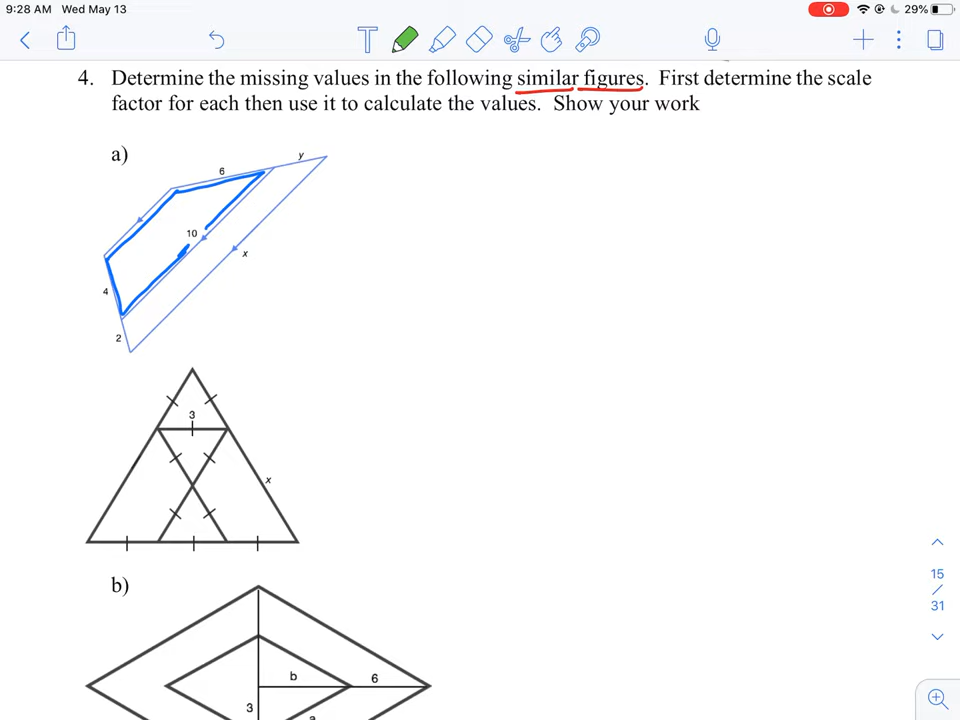 9:28 AM Wed May 13
29%
4. Determine the missing values in the following similar figures. First determine the scale
factor for each then use it to calculate the values. Show your work
a)
y
6
10
x
4
2
3
x
15
/
31
b)
b
6
3
a